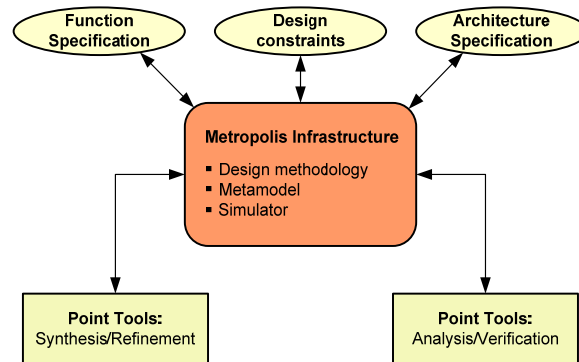 Function
Specification
Design
constraints
Architecture
Specification
Metropolis Infrastructure
▪ Design methodology
▪ Metamodel
▪ Simulator
Point Tools:
Synthesis/Refinement
Point Tools:
Analysis/Verification